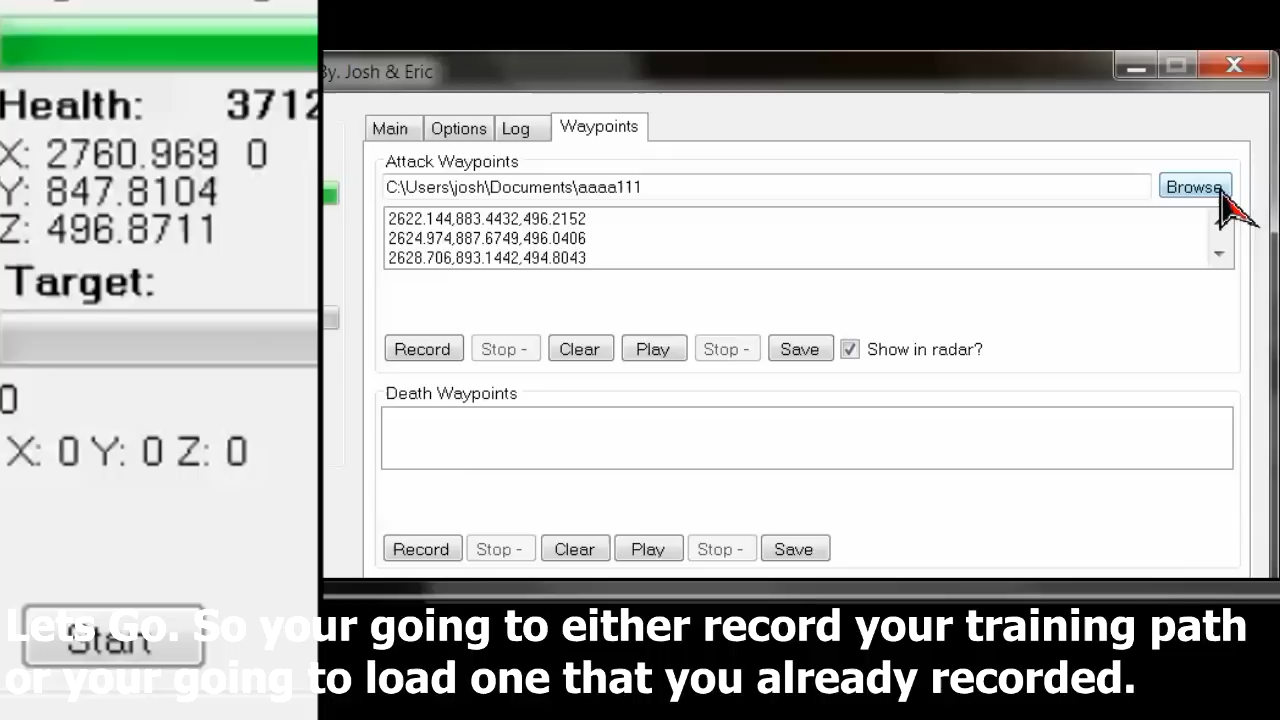 Health: 3712
X: 2760.969 0
Y: 847.8104
Z: 496.8711
Target:
0
X: 0 Y: 0 Z: 0
Start
By. Josh & Eric
Main Options Log Waypoints
Attack Waypoints
C:\Users\josh\Documents\aaaa111 Browse
2622.144,883.4432,496.2152
2624.974,887.6749,496.0406
2628.706,893.1442,494.8043
Record Stop - Clear Play Stop - Save Show in radar?
Death Waypoints
Record Stop - Clear Play Stop - Save
Lets Go. So your going to either record your training path
or your going to load one that you already recorded.